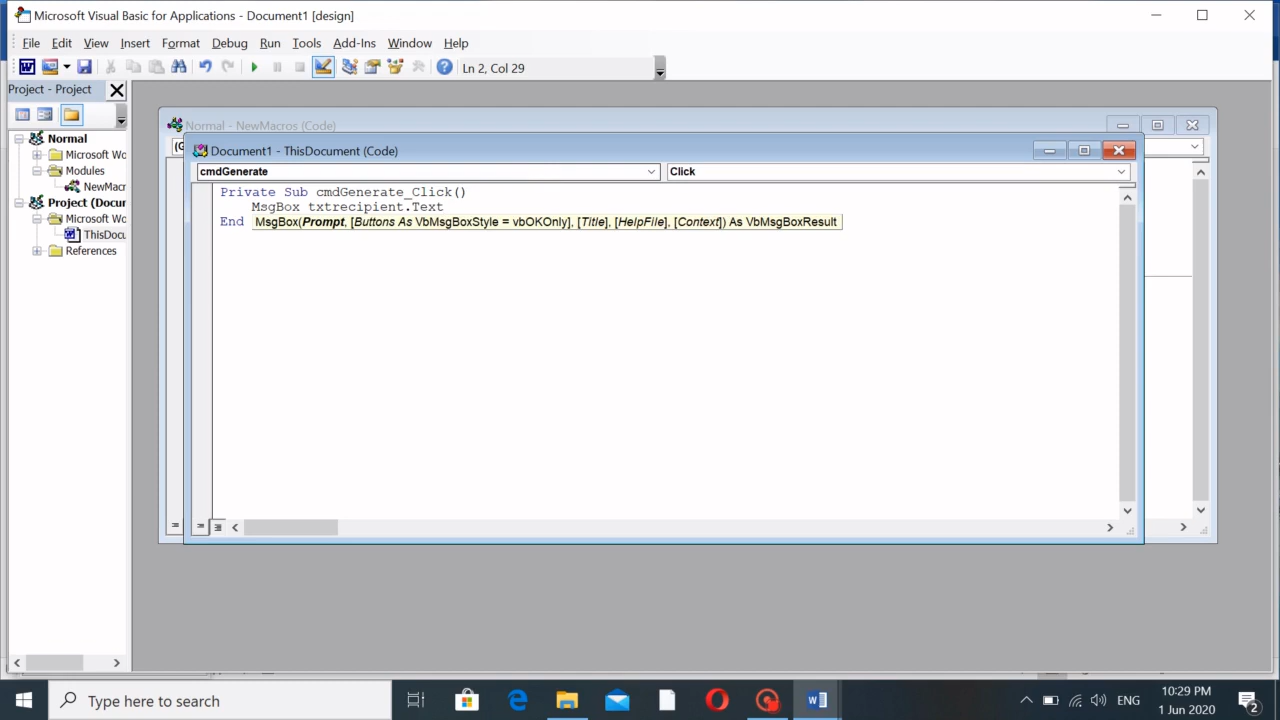 Microsoft Visual Basic for Applications - Document1 [design]
File Edit View Insert Format Debug Run Tools Add-Ins Window Help
Ln 2, Col 29
Project - Project
Normal
Microsoft Wo
Modules
NewMacr
Project (Docur
Microsoft Wo
ThisDocu
References
Normal - NewMacros (Code)
(G
Document1 - ThisDocument (Code)
cmdGenerate Click
Private Sub cmdGenerate_Click()
MsgBox txtrecipient.Text
End
MsgBox(Prompt, [Buttons As VbMsgBoxStyle = vbOKOnly], [Title], [HelpFile], [Context]) As VbMsgBoxResult
Type here to search
ENG
10:29 PM
1 Jun 2020
2